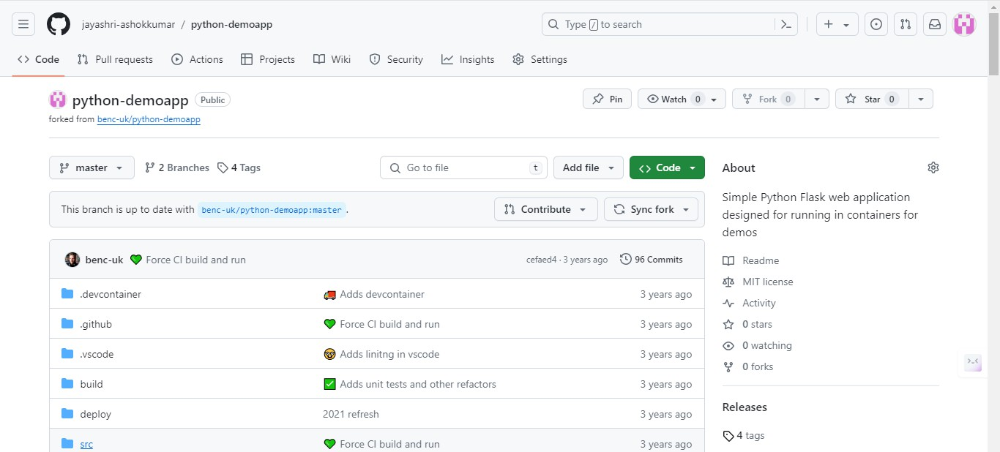 jayashri-ashokkumar / python-demoapp
Type / to search
Code Pull requests Actions Projects Wiki Security Insights Settings
python-demoapp Public
Pin Watch 0 Fork 0 Star 0
forked from benc-uk/python-demoapp
master 2 Branches 4 Tags Go to file t Add file Code
This branch is up to date with benc-uk/python-demoapp:master . Contribute Sync fork
benc-uk Force CI build and run cefaed4 · 3 years ago 96 Commits
.devcontainer Adds devcontainer 3 years ago
.github Force CI build and run 3 years ago
.vscode Adds linitng in vscode 3 years ago
build Adds unit tests and other refactors 3 years ago
deploy 2021 refresh 3 years ago
src Force CI build and run 3 years ago
About
Simple Python Flask web application
designed for running in containers for
demos
Readme
MIT license
Activity
0 stars
0 watching
0 forks
Releases
4 tags